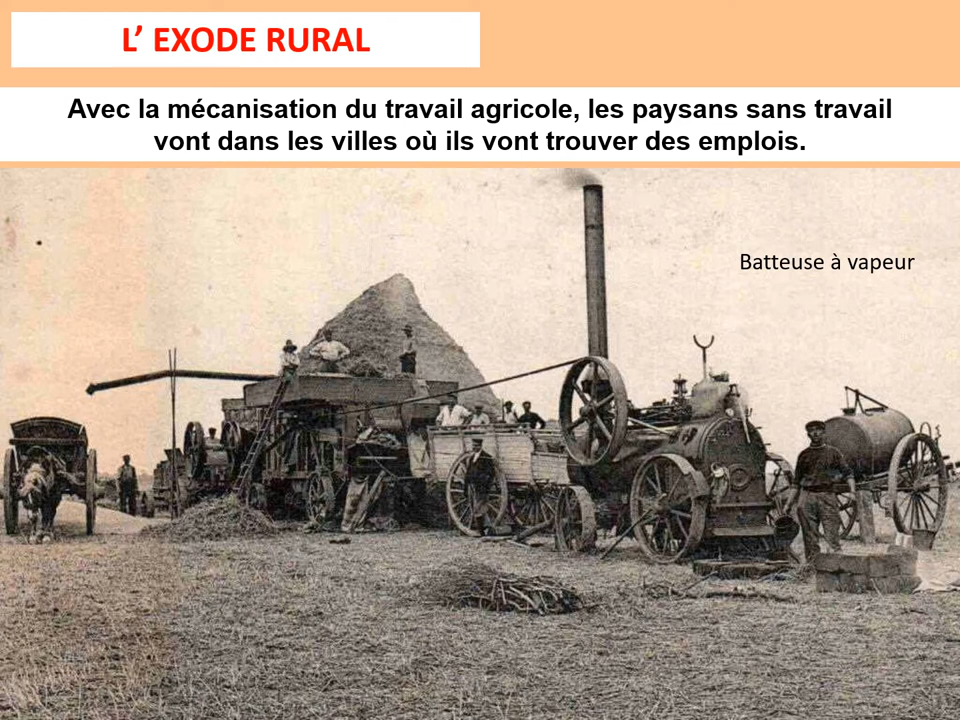 L’ EXODE RURAL
Avec la mécanisation du travail agricole, les paysans sans travail
vont dans les villes où ils vont trouver des emplois.
Batteuse à vapeur